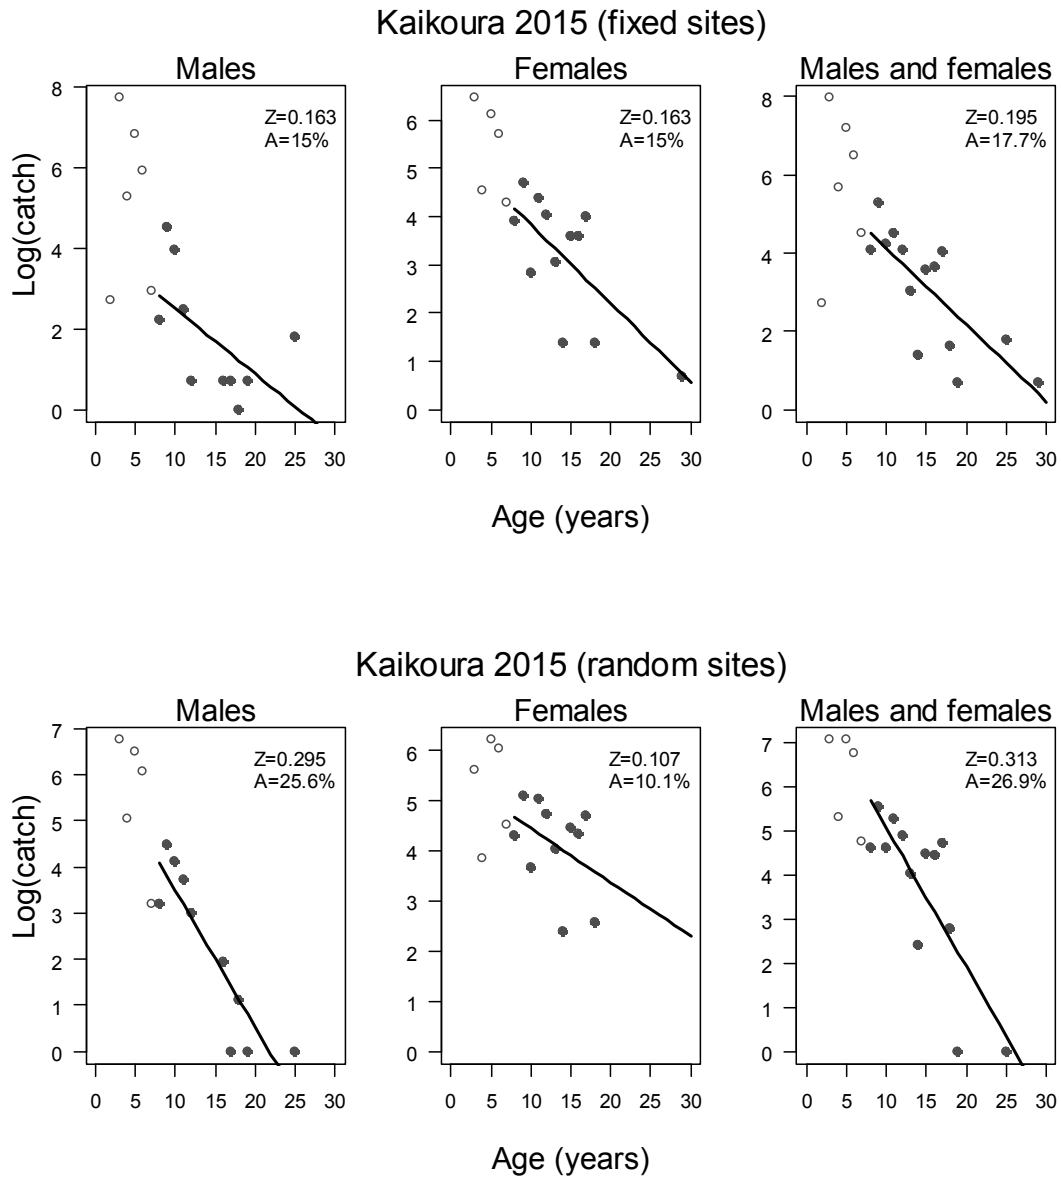 Kaikoura 2015 (fixed sites)
Males
Females
Males and females
Log(catch)
8
6
4
2
0
Z=0.163
A=15%
0 5 10 15 20 25 30
6
5
4
3
2
1
0
Z=0.163
A=15%
0 5 10 15 20 25 30
8
6
4
2
0
Z=0.195
A=17.7%
0 5 10 15 20 25 30
Age (years)
Kaikoura 2015 (random sites)
Males
Females
Males and females
Log(catch)
7
6
5
4
3
2
1
0
Z=0.295
A=25.6%
0 5 10 15 20 25 30
6
5
4
3
2
1
0
Z=0.107
A=10.1%
0 5 10 15 20 25 30
7
6
5
4
3
2
1
0
Z=0.313
A=26.9%
0 5 10 15 20 25 30
Age (years)